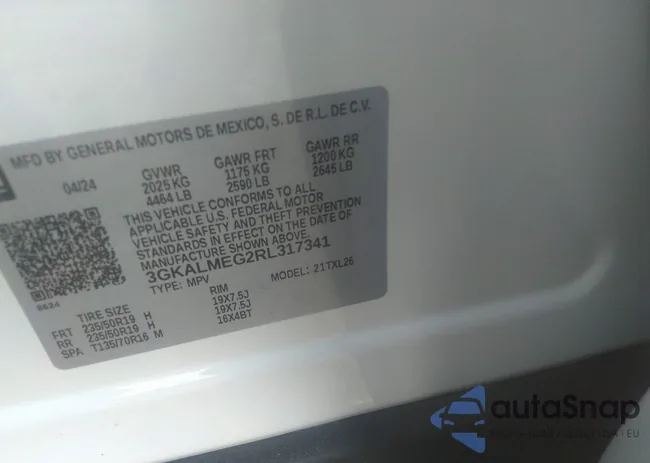 MFD BY GENERAL MOTORS DE MEXICO, S. DE R.L. DE C.V.
04/24 GVWR GAWR FRT GAWR RR
2025 KG 1175 KG 1200 KG
4464 LB 2590 LB 2645 LB
THIS VEHICLE CONFORMS TO ALL
APPLICABLE U.S. FEDERAL MOTOR
VEHICLE SAFETY AND THEFT PREVENTION
STANDARDS IN EFFECT ON THE DATE OF
MANUFACTURE SHOWN ABOVE.
3GKALMEG2RL317341
TYPE: MPV MODEL: 21TXL26
8624
TIRE SIZE RIM
FRT 235/50R19 H 19X7.5J
RR 235/50R19 H 19X7.5J
SPA T135/70R16 M 16X4BT
autaSnap